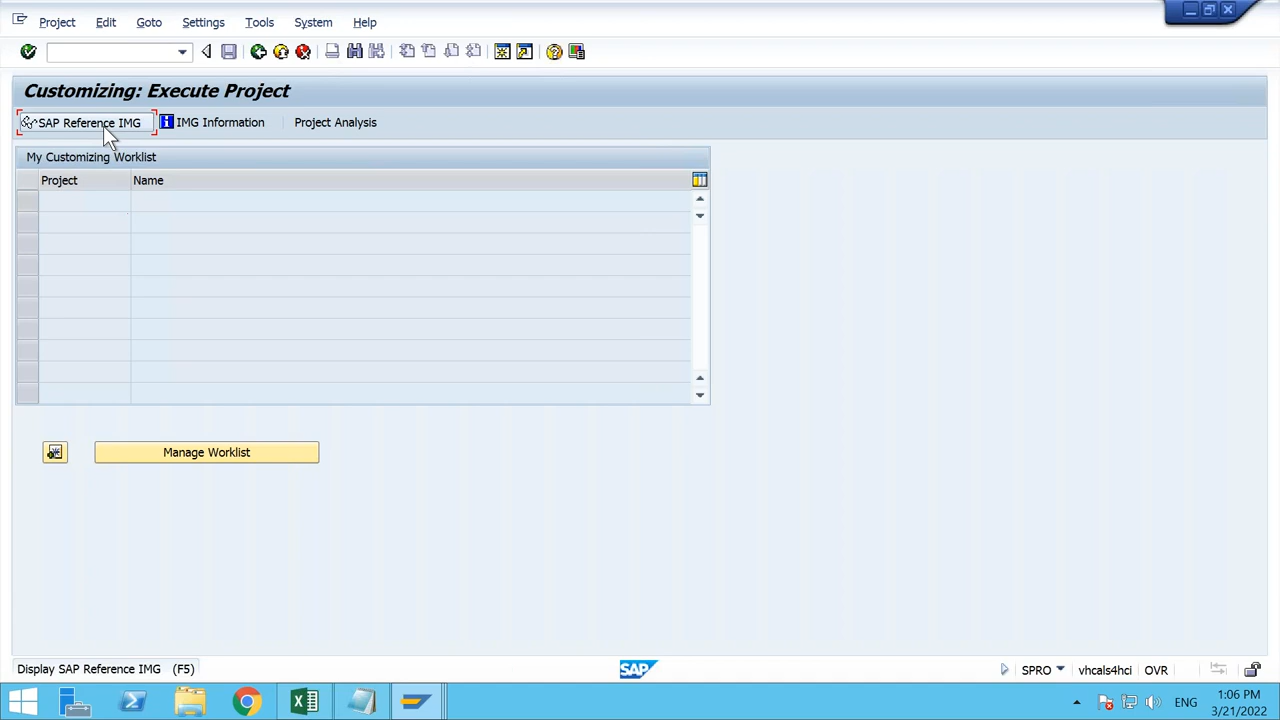 Project Edit Goto Settings Tools System Help
Customizing: Execute Project
SAP Reference IMG IMG Information Project Analysis
My Customizing Worklist
Project Name
Manage Worklist
Display SAP Reference IMG (F5) SAP SPRO vhcals4hci OVR
ENG 1:06 PM
3/21/2022